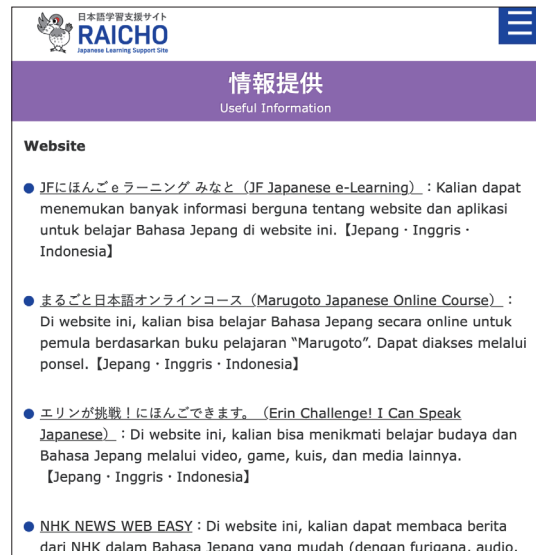 日本語学習支援サイト
RAICHO
Japanese Learning Support Site
情報提供
Useful Information
Website
● JFにほんごｅラーニング みなと（JF Japanese e-Learning）：Kalian dapat
menemukan banyak informasi berguna tentang website dan aplikasi
untuk belajar Bahasa Jepang di website ini.【Jepang・Inggris・
Indonesia】
● まるごと日本語オンラインコース（Marugoto Japanese Online Course）：
Di website ini, kalian bisa belajar Bahasa Jepang secara online untuk
pemula berdasarkan buku pelajaran “Marugoto”. Dapat diakses melalui
ponsel.【Jepang・Inggris・Indonesia】
● エリンが挑戦！にほんごできます。（Erin Challenge! I Can Speak
Japanese）：Di website ini, kalian bisa menikmati belajar budaya dan
Bahasa Jepang melalui video, game, kuis, dan media lainnya.
【Jepang・Inggris・Indonesia】
● NHK NEWS WEB EASY：Di website ini, kalian dapat membaca berita
dari NHK dalam Bahasa Jepang yang mudah (dengan furigana, audio,